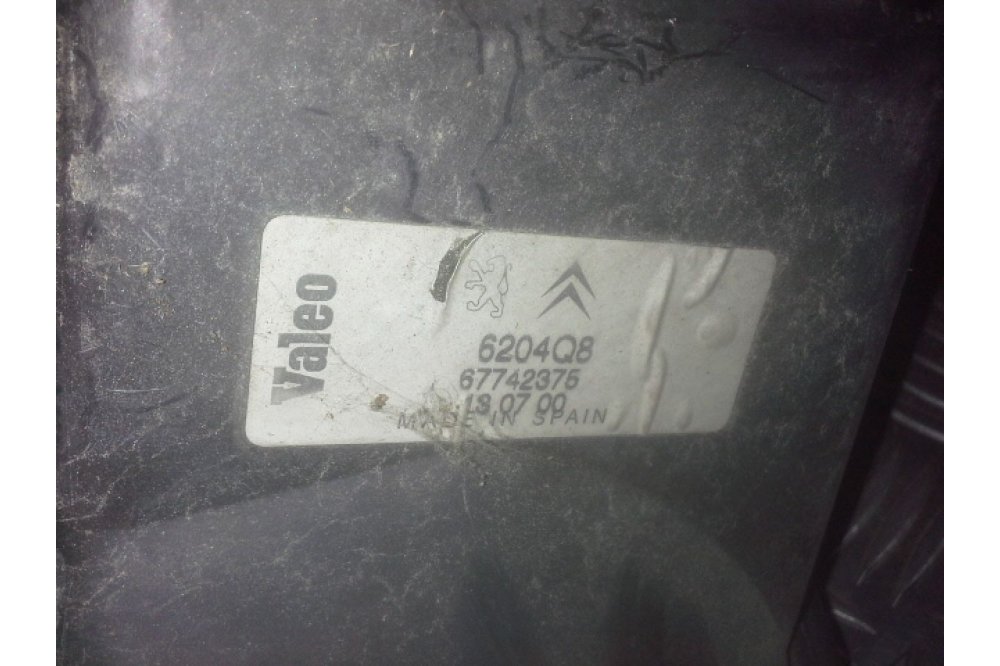 Valeo
6204Q8
67742375
13 07 00
MADE IN SPAIN